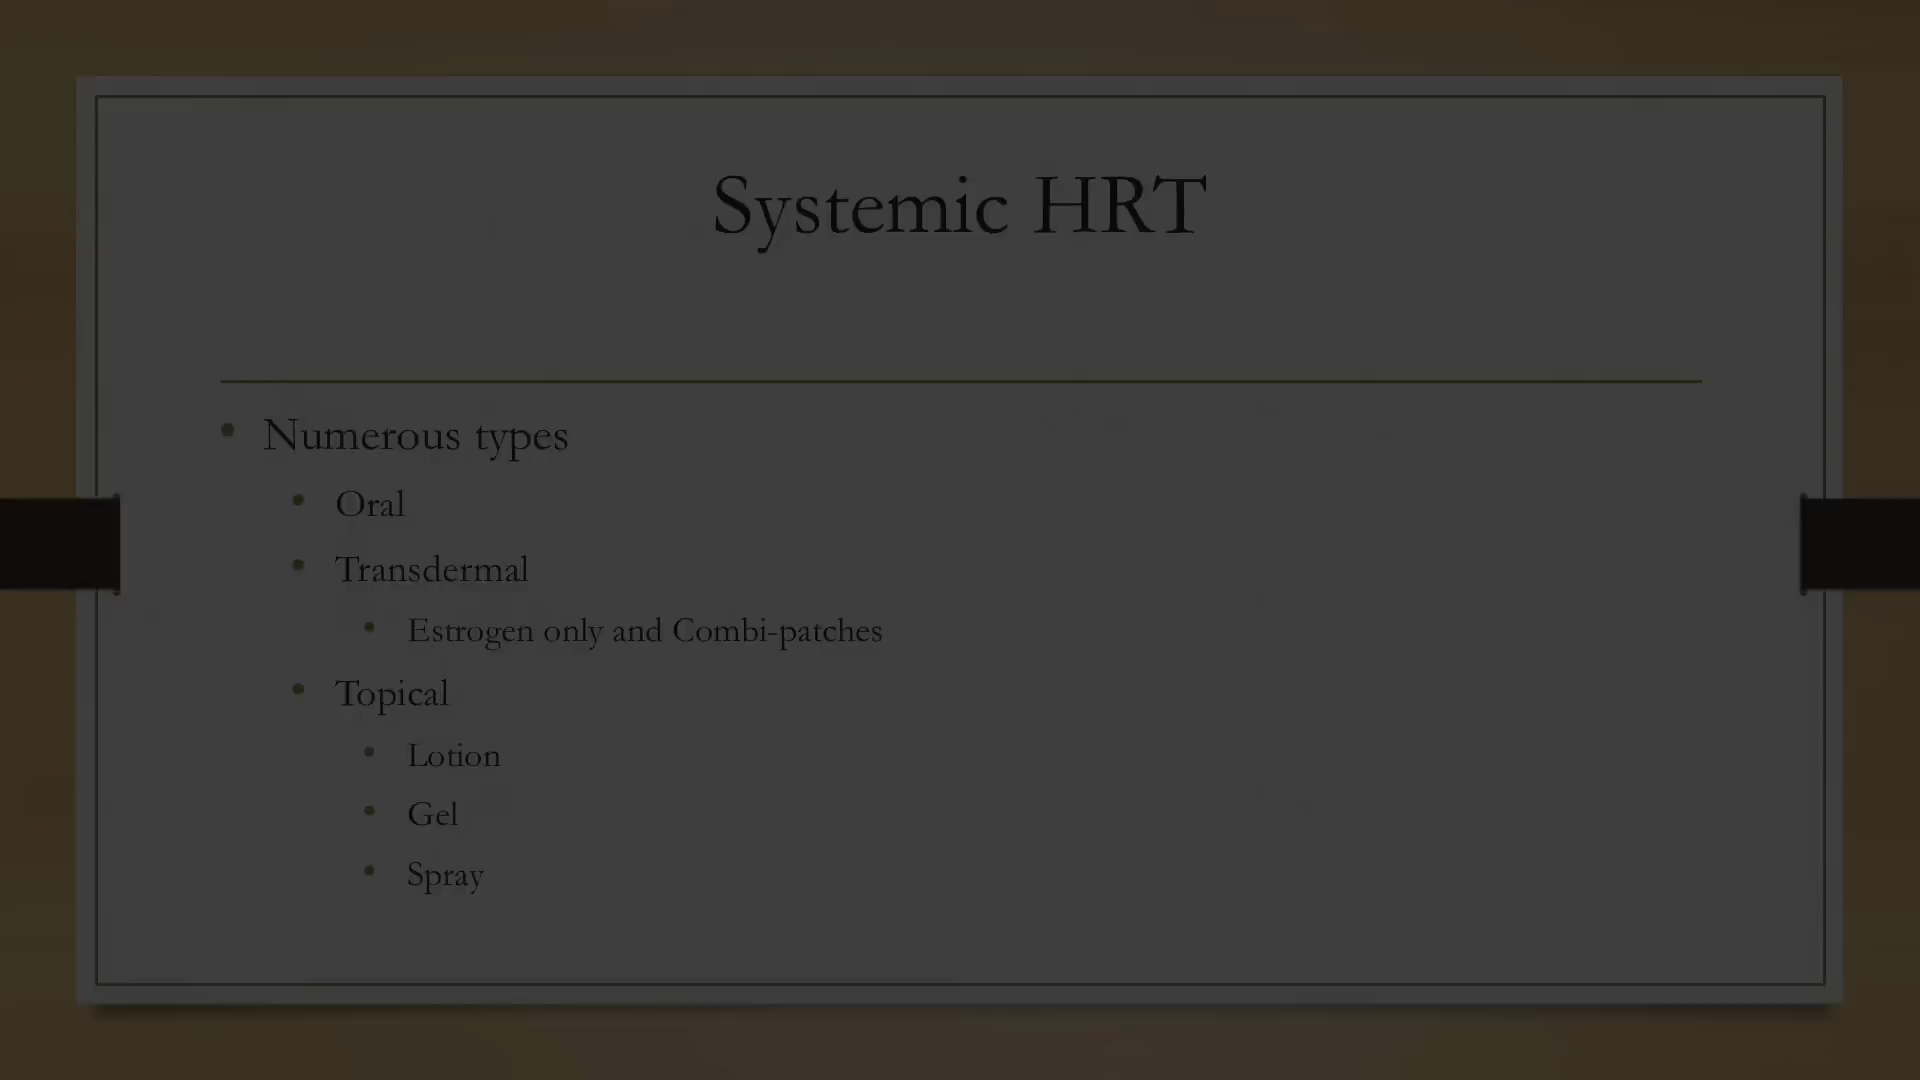 Systemic HRT
Numerous types
Oral
Transdermal
Estrogen only and Combi-patches
Topical
Lotion
Gel
Spray